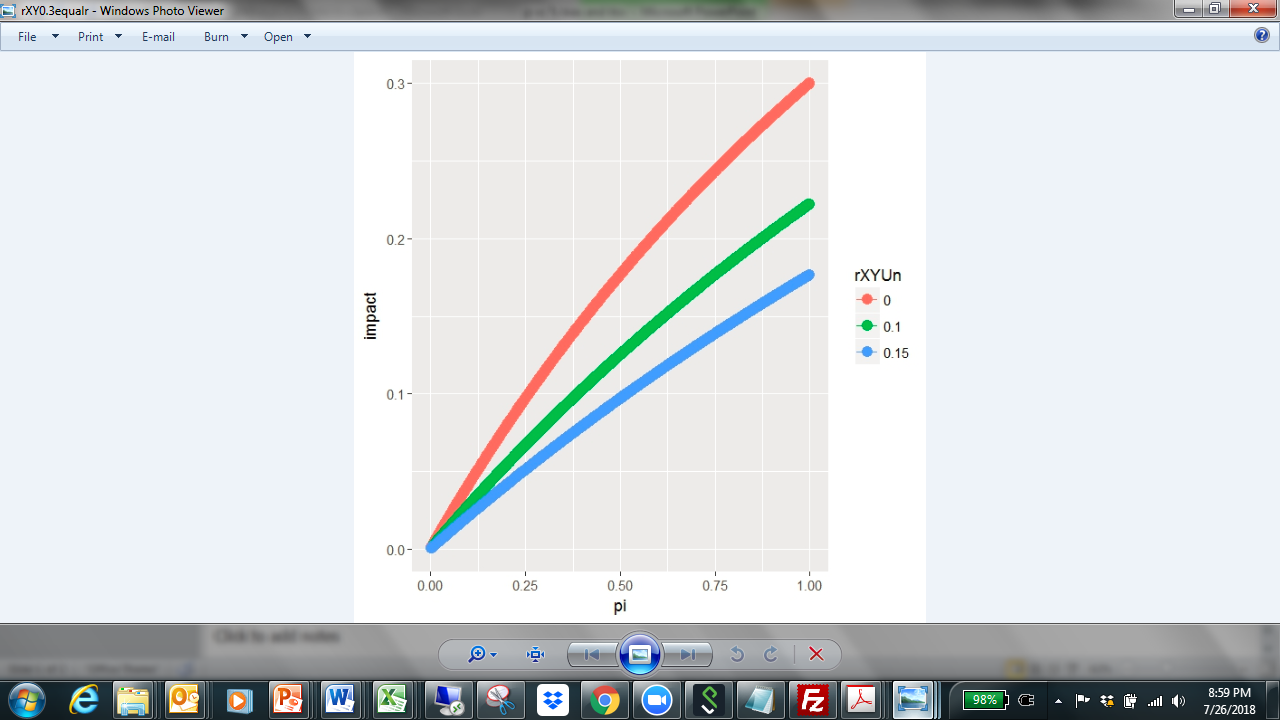 rXY0.3equalr - Windows Photo Viewer
File Print E-mail Burn Open
0.3
0.2
0.1
0.0
impact
0.00 0.25 0.50 0.75 1.00
pi
rXYUn
0
0.1
0.15
Click to add notes
98%
8:59 PM
7/26/2018